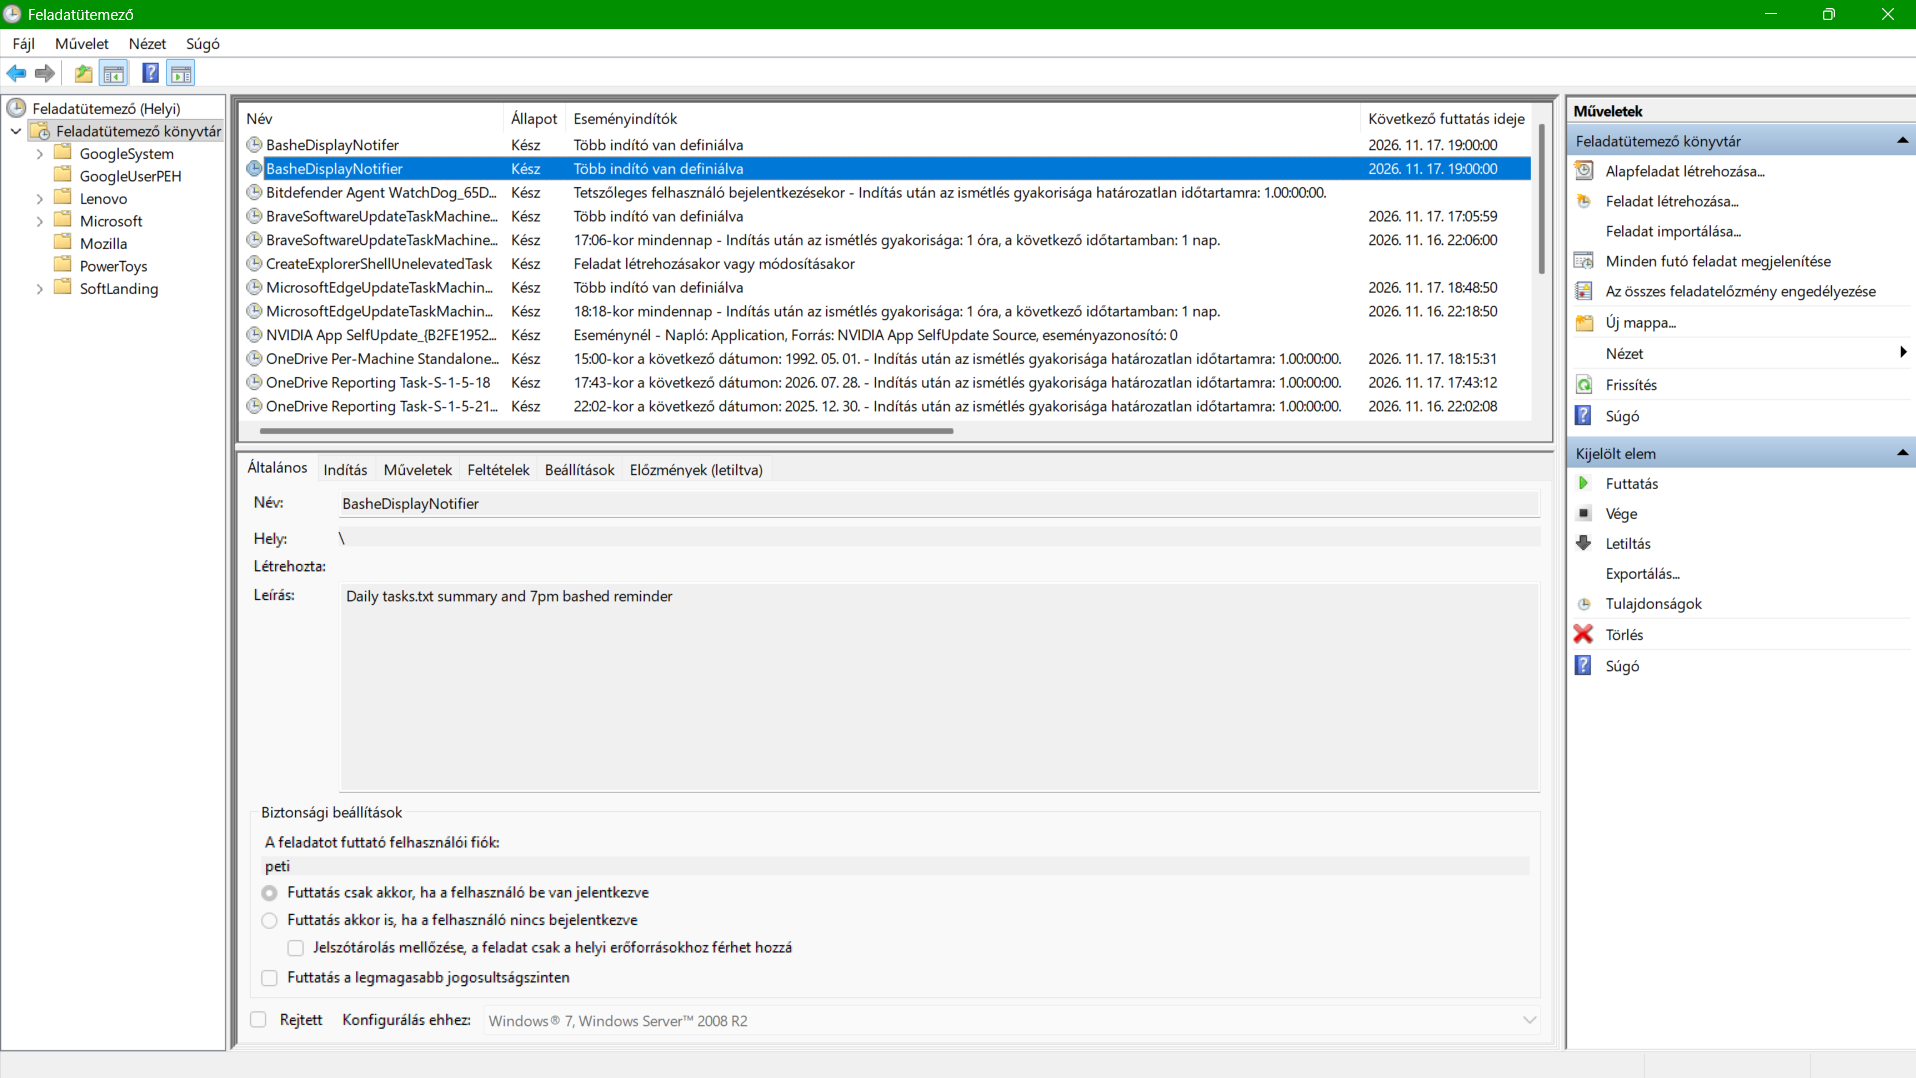 Feladatütemező
Fájl Művelet Nézet Súgó
Feladatütemező (Helyi)
Feladatütemező könyvtár
GoogleSystem
GoogleUserPEH
Lenovo
Microsoft
Mozilla
PowerToys
SoftLanding
Név Állapot Eseményindítók Következő futtatás ideje
BasheDisplayNotifer Kész Több indító van definiálva 2026. 11. 17. 19:00:00
BasheDisplayNotifier Kész Több indító van definiálva 2026. 11. 17. 19:00:00
Bitdefender Agent WatchDog_65D... Kész Tetszőleges felhasználó bejelentkezésekor - Indítás után az ismétlés gyakorisága határozatlan időtartamra: 1.00:00:00.
BraveSoftwareUpdateTaskMachine... Kész Több indító van definiálva 2026. 11. 17. 17:05:59
BraveSoftwareUpdateTaskMachine... Kész 17:06-kor mindennap - Indítás után az ismétlés gyakorisága: 1 óra, a következő időtartamban: 1 nap. 2026. 11. 16. 22:06:00
CreateExplorerShellUnelevatedTask Kész Feladat létrehozásakor vagy módosításakor
MicrosoftEdgeUpdateTaskMachin... Kész Több indító van definiálva 2026. 11. 17. 18:48:50
MicrosoftEdgeUpdateTaskMachin... Kész 18:18-kor mindennap - Indítás után az ismétlés gyakorisága: 1 óra, a következő időtartamban: 1 nap. 2026. 11. 16. 22:18:50
NVIDIA App SelfUpdate_{B2FE1952... Kész Eseménynél - Napló: Application, Forrás: NVIDIA App SelfUpdate Source, eseményazonosító: 0
OneDrive Per-Machine Standalone... Kész 15:00-kor a következő dátumon: 1992. 05. 01. - Indítás után az ismétlés gyakorisága határozatlan időtartamra: 1.00:00:00. 2026. 11. 17. 18:15:31
OneDrive Reporting Task-S-1-5-18 Kész 17:43-kor a következő dátumon: 2026. 07. 28. - Indítás után az ismétlés gyakorisága határozatlan időtartamra: 1.00:00:00. 2026. 11. 17. 17:43:12
OneDrive Reporting Task-S-1-5-21... Kész 22:02-kor a következő dátumon: 2025. 12. 30. - Indítás után az ismétlés gyakorisága határozatlan időtartamra: 1.00:00:00. 2026. 11. 16. 22:02:08
Általános Indítás Műveletek Feltételek Beállítások Előzmények (letiltva)
Név: BasheDisplayNotifier
Hely: \
Létrehozta:
Leírás: Daily tasks.txt summary and 7pm bashed reminder
Biztonsági beállítások
A feladatot futtató felhasználói fiók:
peti
Futtatás csak akkor, ha a felhasználó be van jelentkezve
Futtatás akkor is, ha a felhasználó nincs bejelentkezve
Jelszótárolás mellőzése, a feladat csak a helyi erőforrásokhoz férhet hozzá
Futtatás a legmagasabb jogosultságszinten
Rejtett Konfigurálás ehhez: Windows® 7, Windows Server™ 2008 R2
Műveletek
Feladatütemező könyvtár
Alapfeladat létrehozása...
Feladat létrehozása...
Feladat importálása...
Minden futó feladat megjelenítése
Az összes feladatelőzmény engedélyezése
Új mappa...
Nézet
Frissítés
Súgó
Kijelölt elem
Futtatás
Vége
Letiltás
Exportálás...
Tulajdonságok
Törlés
Súgó